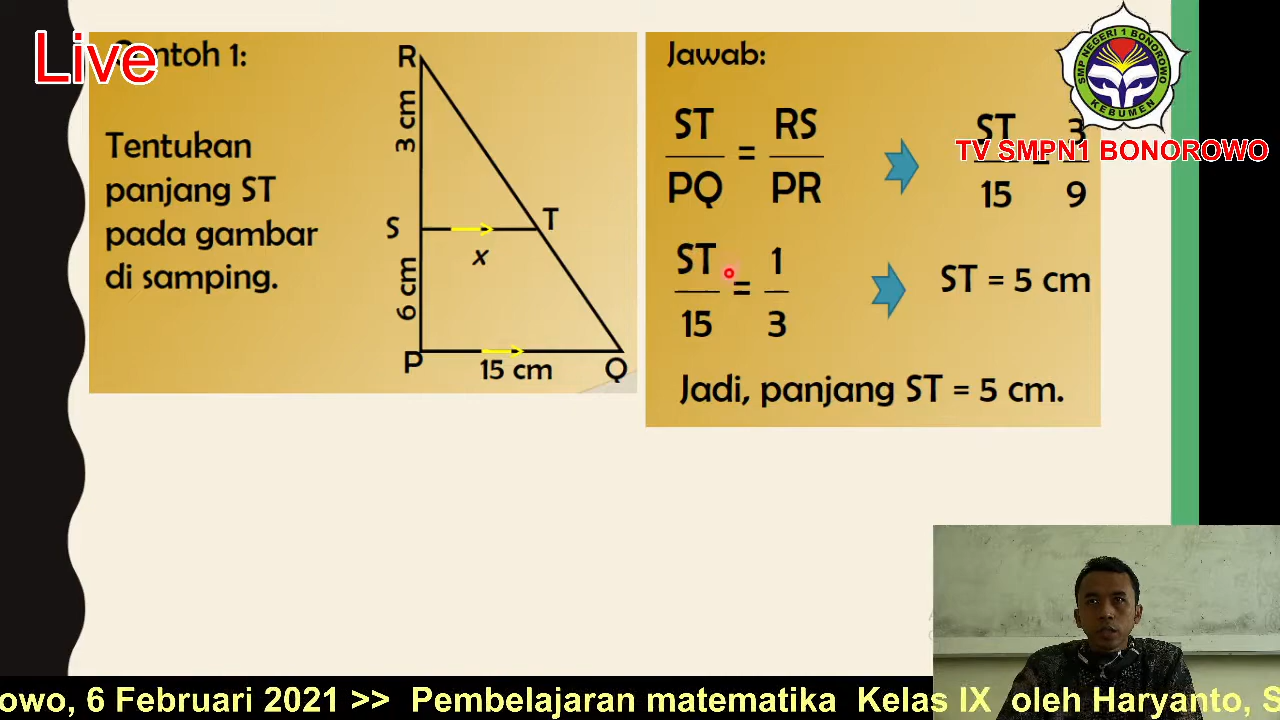 Live
Contoh 1:
Tentukan
panjang ST
pada gambar
di samping.
R
3 cm
S
T
x
6 cm
P
15 cm
Q
Jawab:
ST/PQ = RS/PR
ST/15 = 3/9
ST/15 = 1/3
ST = 5 cm
Jadi, panjang ST = 5 cm.
SMP NEGERI 1 BONOROWO
KEBUMEN
TV SMPN1 BONOROWO
owo, 6 Februari 2021 >> Pembelajaran matematika Kelas IX oleh Haryanto, S